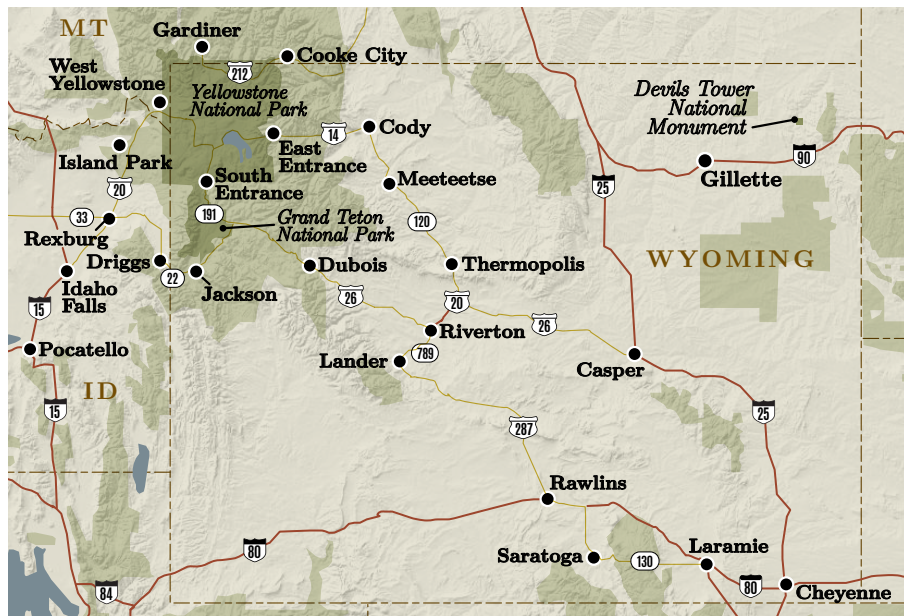 MT
Gardiner
Cooke City
West
Yellowstone
212
Yellowstone
National Park
Devils Tower
National
Monument
14
Cody
East
Entrance
Island Park
90
Gillette
20
South
Entrance
Meeteetse
25
33
191
Grand Teton
National Park
120
Rexburg
Driggs
22
Jackson
Dubois
Thermopolis
WYOMING
Idaho
Falls
15
26
20
26
Riverton
Pocatello
789
Lander
Casper
ID
15
287
25
Rawlins
80
Saratoga
130
Laramie
84
80
Cheyenne